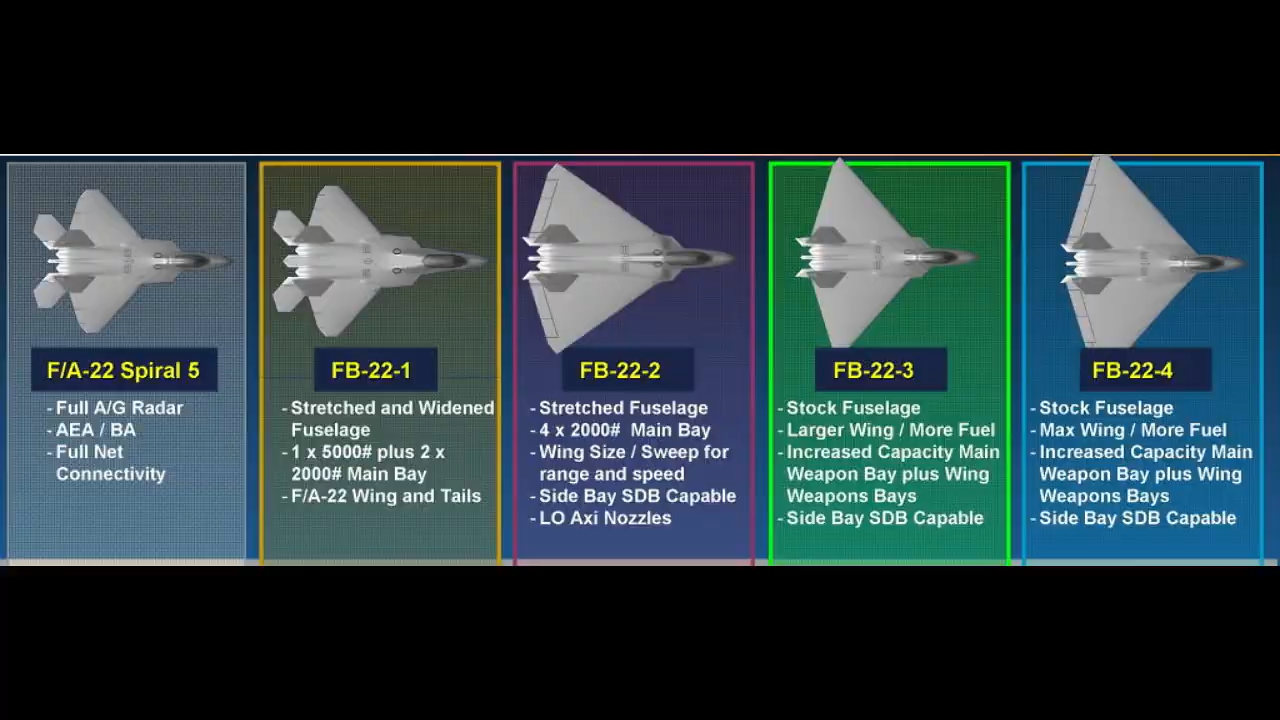 F/A-22 Spiral 5
- Full A/G Radar
- AEA / BA
- Full Net
Connectivity
FB-22-1
- Stretched and Widened
Fuselage
- 1 x 5000# plus 2 x
2000# Main Bay
- F/A-22 Wing and Tails
FB-22-2
- Stretched Fuselage
- 4 x 2000# Main Bay
- Wing Size / Sweep for
range and speed
- Side Bay SDB Capable
- LO Axi Nozzles
FB-22-3
- Stock Fuselage
- Larger Wing / More Fuel
- Increased Capacity Main
Weapon Bay plus Wing
Weapons Bays
- Side Bay SDB Capable
FB-22-4
- Stock Fuselage
- Max Wing / More Fuel
- Increased Capacity Main
Weapon Bay plus Wing
Weapons Bays
- Side Bay SDB Capable